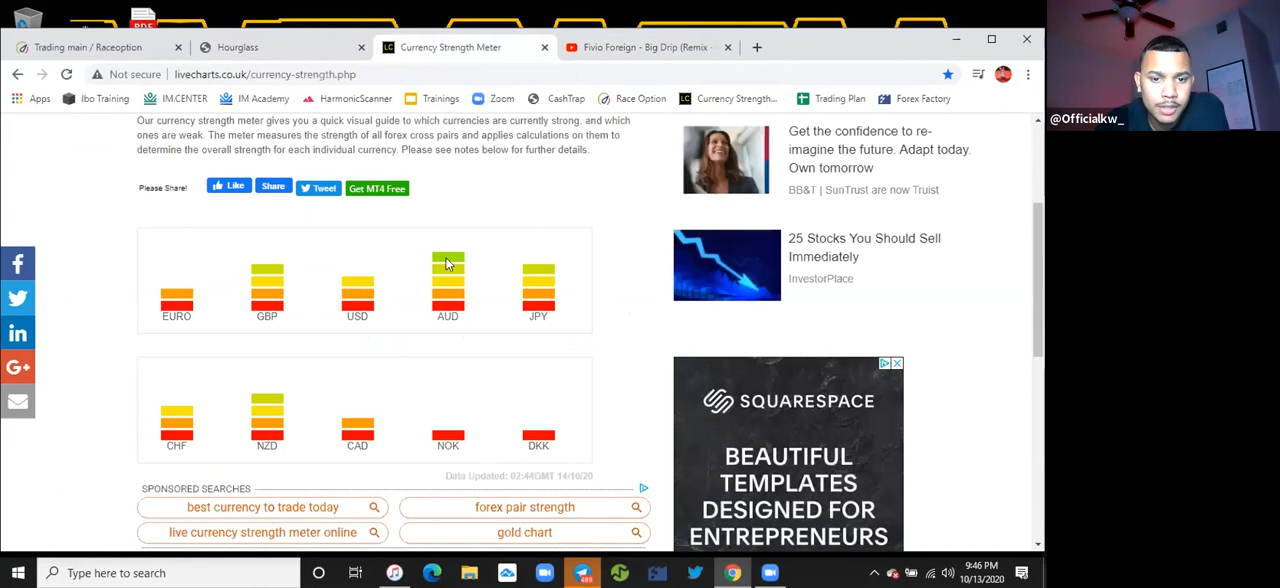 PDF
Trading main / Raceoption
Hourglass
Currency Strength Meter
Fivio Foreign - Big Drip (Remix -
Not secure
livecharts.co.uk/currency-strength.php
Apps
Ibo Training
IM.CENTER
IM Academy
HarmonicScanner
Trainings
Zoom
CashTrap
Race Option
Currency Strength...
Trading Plan
Forex Factory
@Officialkw_
Our currency strength meter gives you a quick visual guide to which currencies are currently strong, and which
ones are weak. The meter measures the strength of all forex cross pairs and applies calculations on them to
determine the overall strength for each individual currency. Please see notes below for further details.
Please Share!
Like
Share
Tweet
Get MT4 Free
EURO
GBP
USD
AUD
JPY
CHF
NZD
CAD
NOK
DKK
Data Updated: 02:44GMT 14/10/20
SPONSORED SEARCHES
best currency to trade today
forex pair strength
live currency strength meter online
gold chart
Get the confidence to re-
imagine the future. Adapt today.
Own tomorrow
BB&T | SunTrust are now Truist
25 Stocks You Should Sell
Immediately
InvestorPlace
SQUARESPACE
BEAUTIFUL
TEMPLATES
DESIGNED FOR
ENTREPRENEURS
Type here to search
9:46 PM
10/13/2020